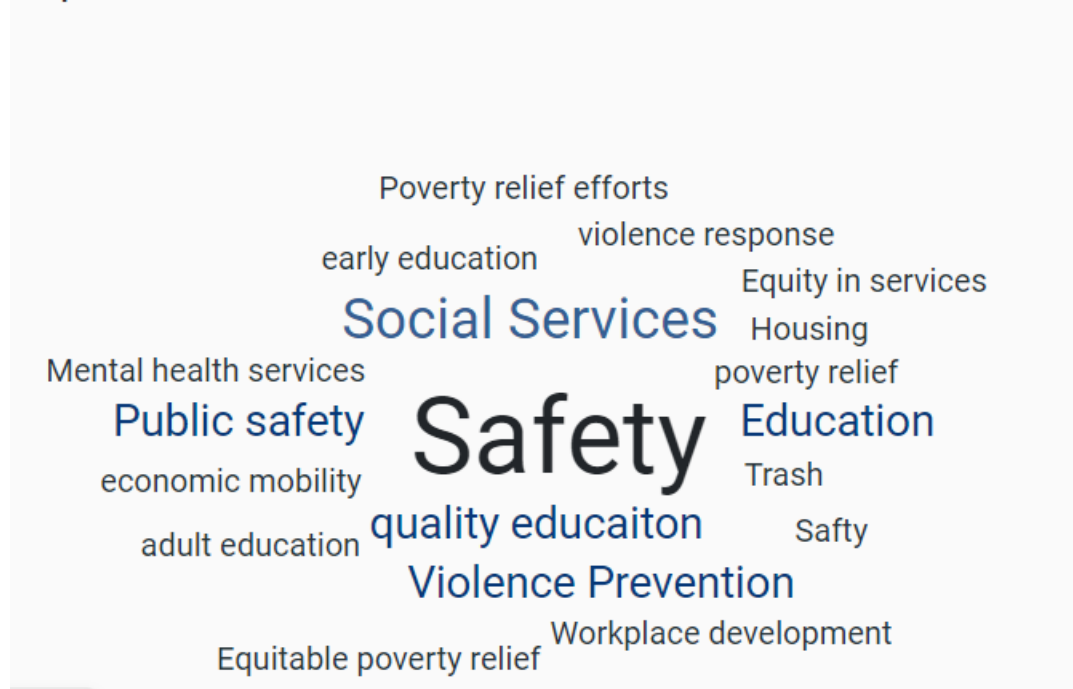 Poverty relief efforts
violence response
early education
Equity in services
Social Services
Housing
Mental health services
poverty relief
Public safety
Safety
Education
economic mobility
Trash
quality educaiton
Safty
adult education
Violence Prevention
Workplace development
Equitable poverty relief